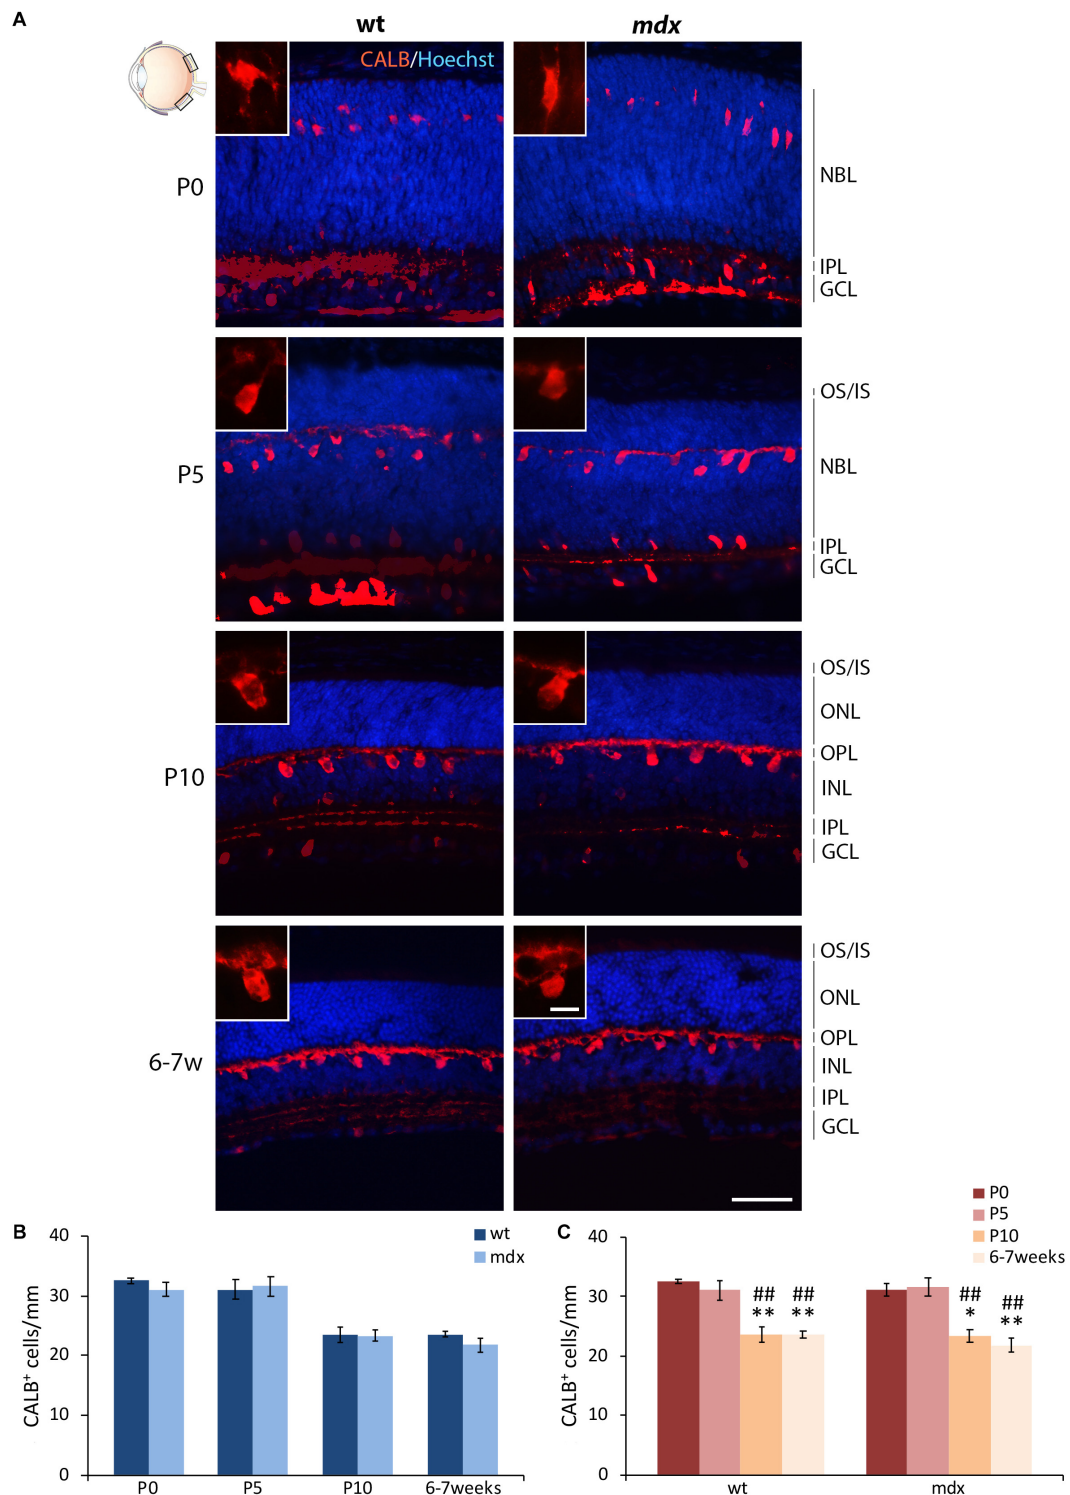 A
wt
mdx
CALB/Hoechst
P0
NBL
IPL
GCL
P5
OS/IS
NBL
IPL
GCL
P10
OS/IS
ONL
OPL
INL
IPL
GCL
6-7w
OS/IS
ONL
OPL
INL
IPL
GCL
B
wt
mdx
CALB⁺ cells/mm
40
30
20
10
0
P0
P5
P10
6-7weeks
C
P0
P5
P10
6-7weeks
CALB⁺ cells/mm
40
30
20
10
0
##
**
##
**
##
*
##
**
wt
mdx